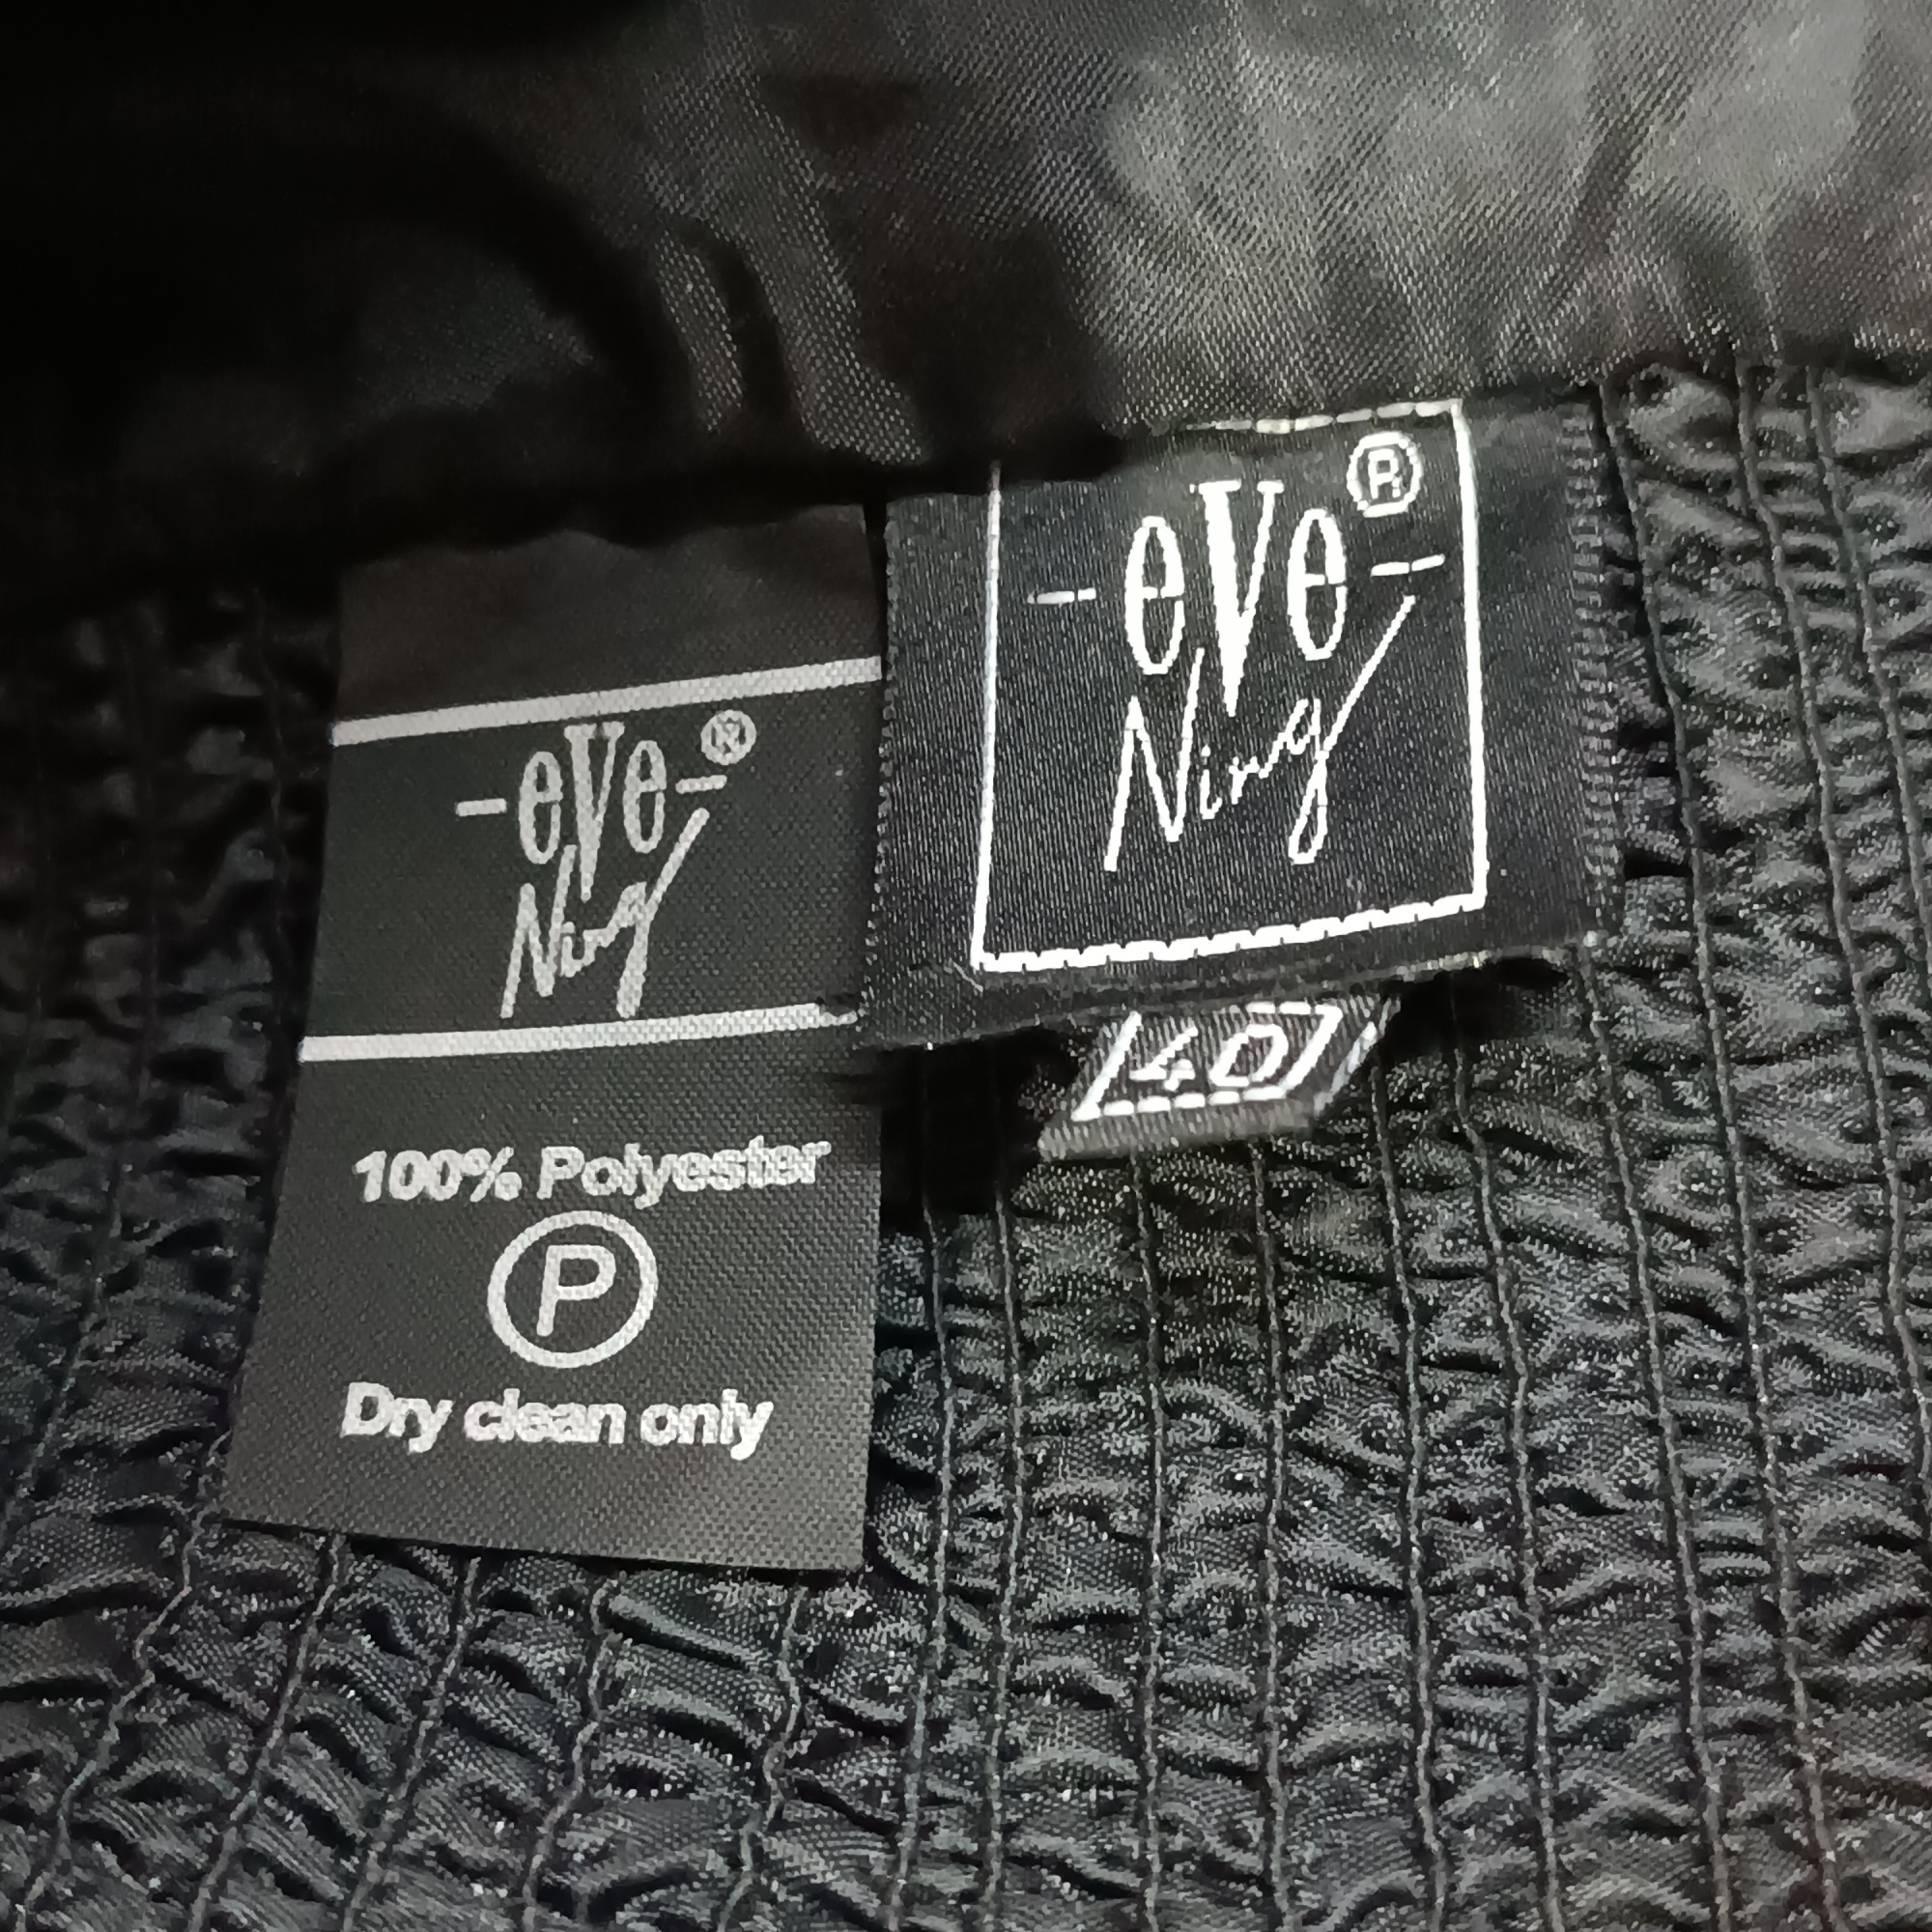 -eve-®
Ning
100% Polyester
P
Dry clean only
-eve-®
Ning
40